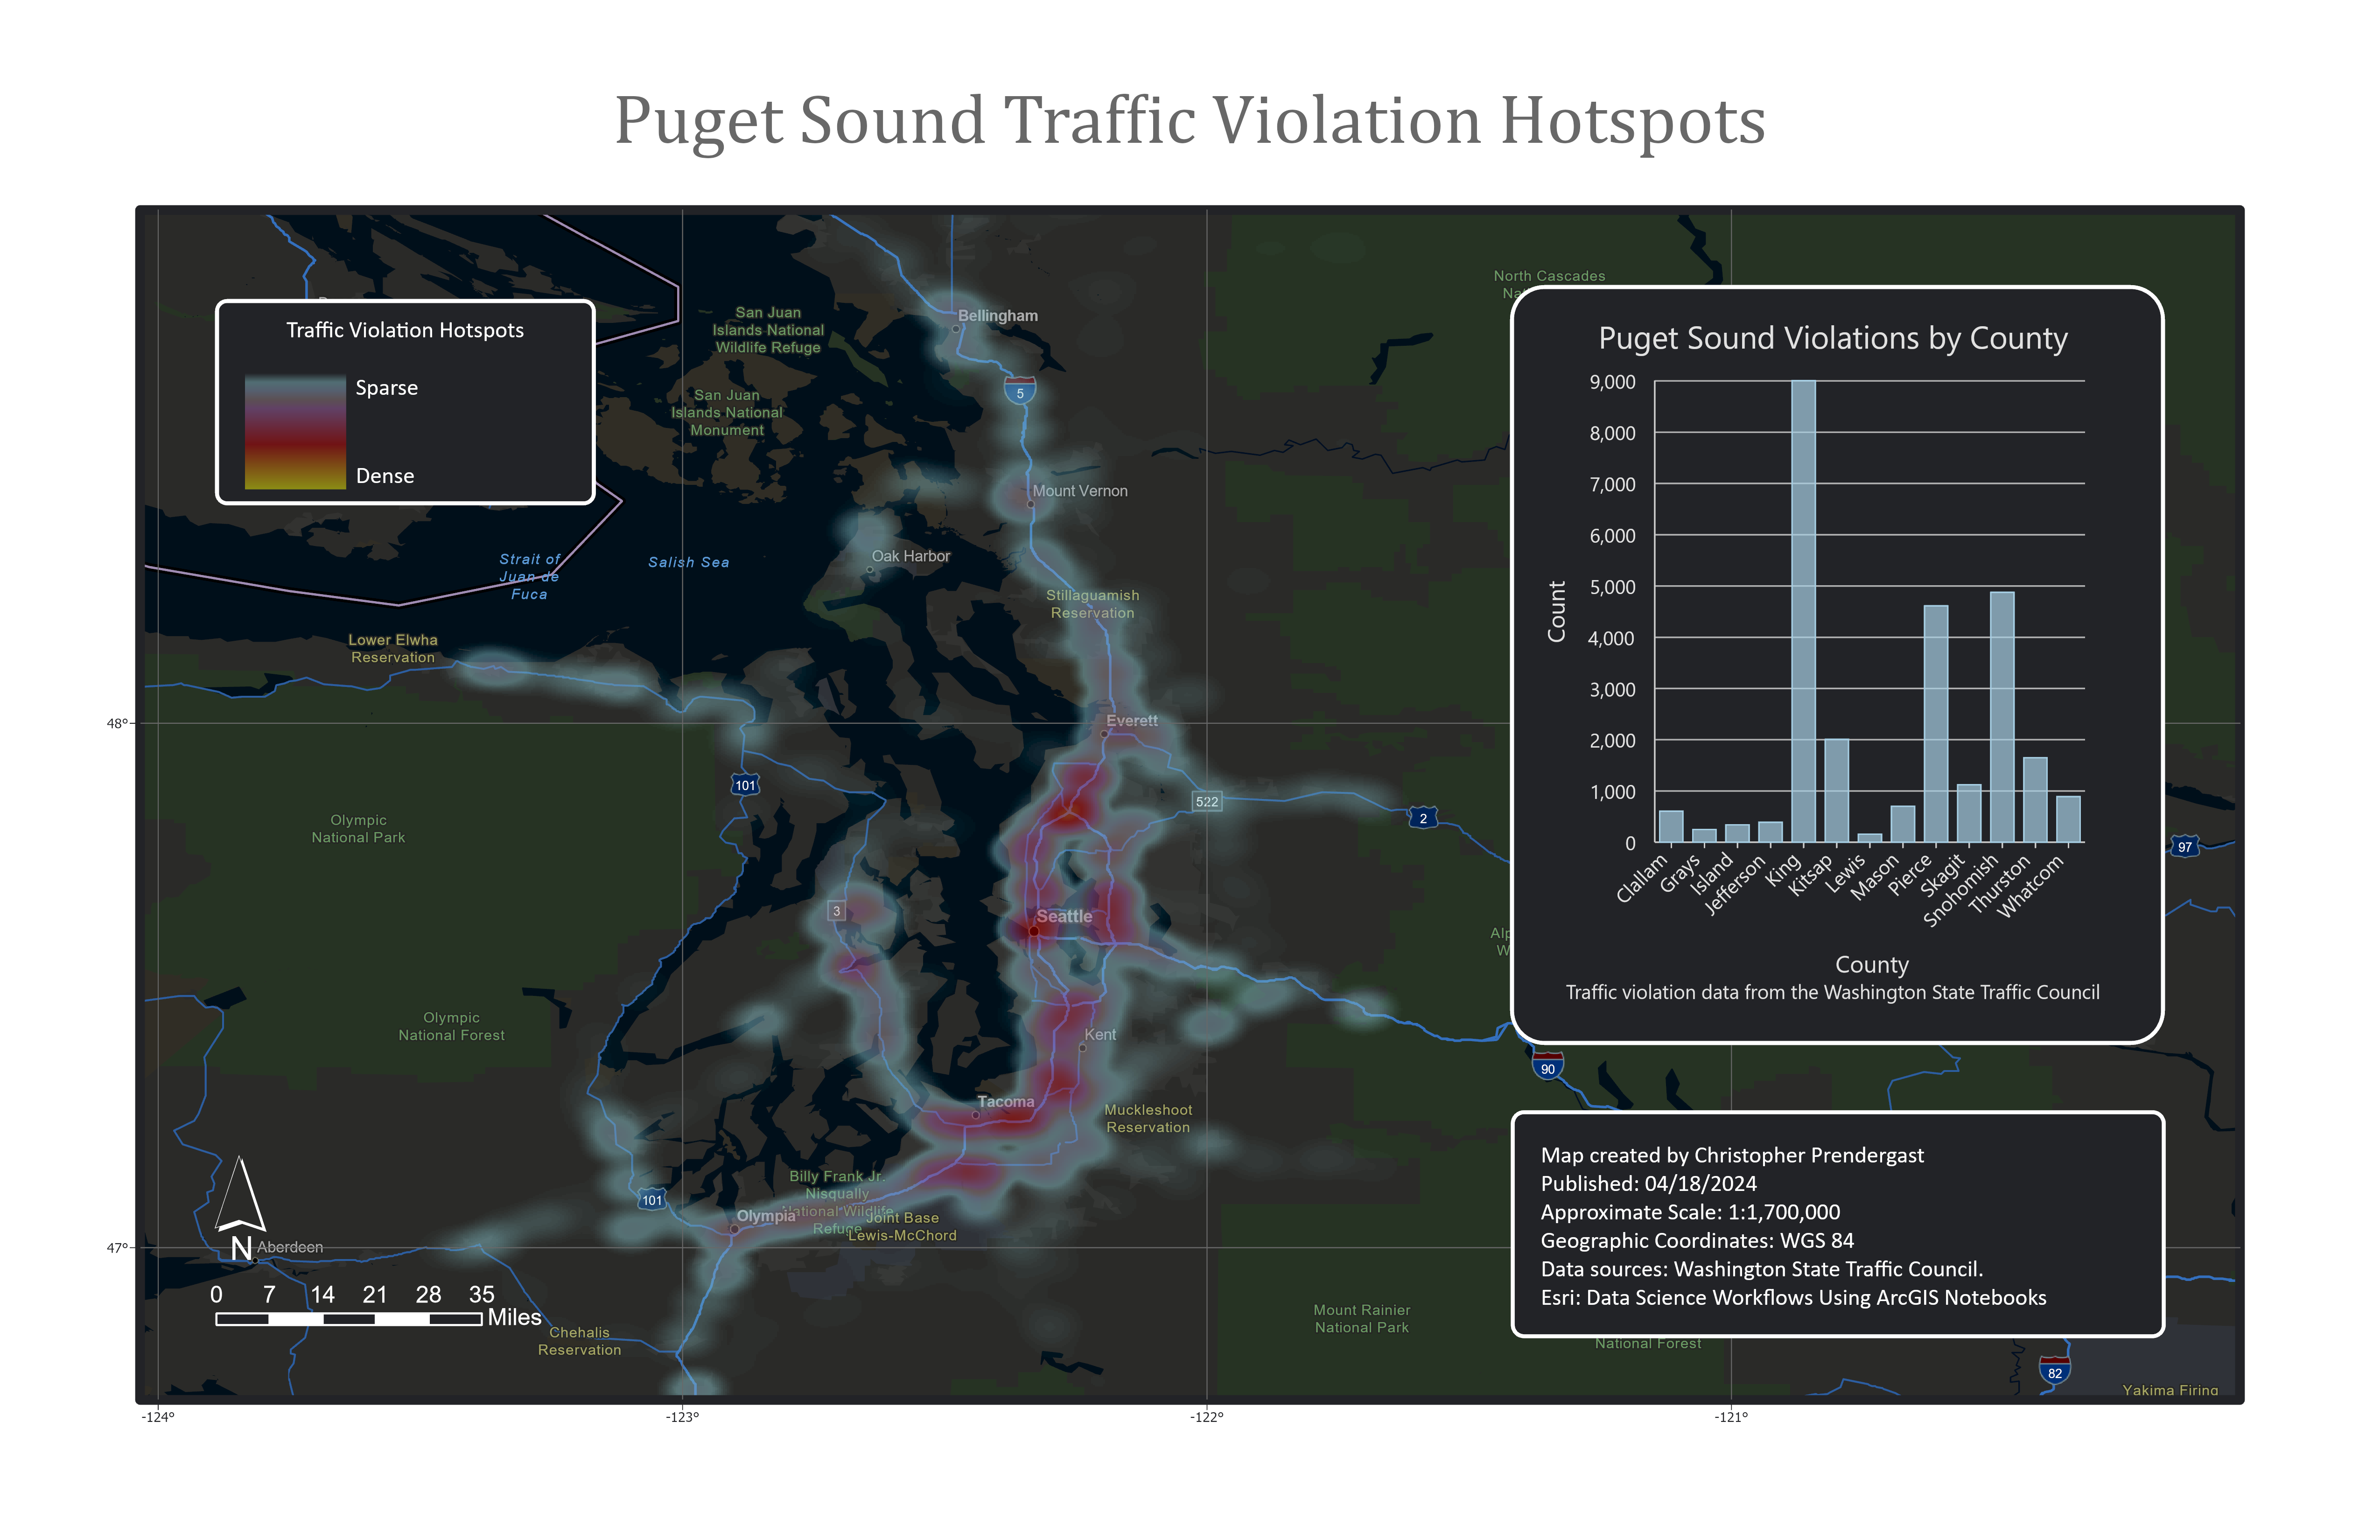 Puget Sound Traffic Violation Hotspots
Traffic Violation Hotspots
Sparse
Dense
San Juan
Islands National
Wildlife Refuge
San Juan
Islands National
Monument
Bellingham
5
Mount Vernon
Oak Harbor
Strait of
Juan de
Fuca
Salish Sea
Stillaguamish
Reservation
Lower Elwha
Reservation
North Cascades
48°
Everett
101
522
2
97
Olympic
National Park
3
Seattle
Olympic
National Forest
Kent
90
Tacoma
Muckleshoot
Reservation
Billy Frank Jr.
Nisqually
National Wildlife
Refuge
Joint Base
Lewis-McChord
101
Olympia
47°
N
Aberdeen
0 7 14 21 28 35
Miles
Chehalis
Reservation
Mount Rainier
National Park
National Forest
82
Yakima Firing
-124° -123° -122° -121°
Puget Sound Violations by County
9,000
8,000
7,000
6,000
5,000
4,000
3,000
2,000
1,000
0
Count
Clallam
Grays
Island
Jefferson
King
Kitsap
Lewis
Mason
Pierce
Skagit
Snohomish
Thurston
Whatcom
County
Traffic violation data from the Washington State Traffic Council
Map created by Christopher Prendergast
Published: 04/18/2024
Approximate Scale: 1:1,700,000
Geographic Coordinates: WGS 84
Data sources: Washington State Traffic Council.
Esri: Data Science Workflows Using ArcGIS Notebooks